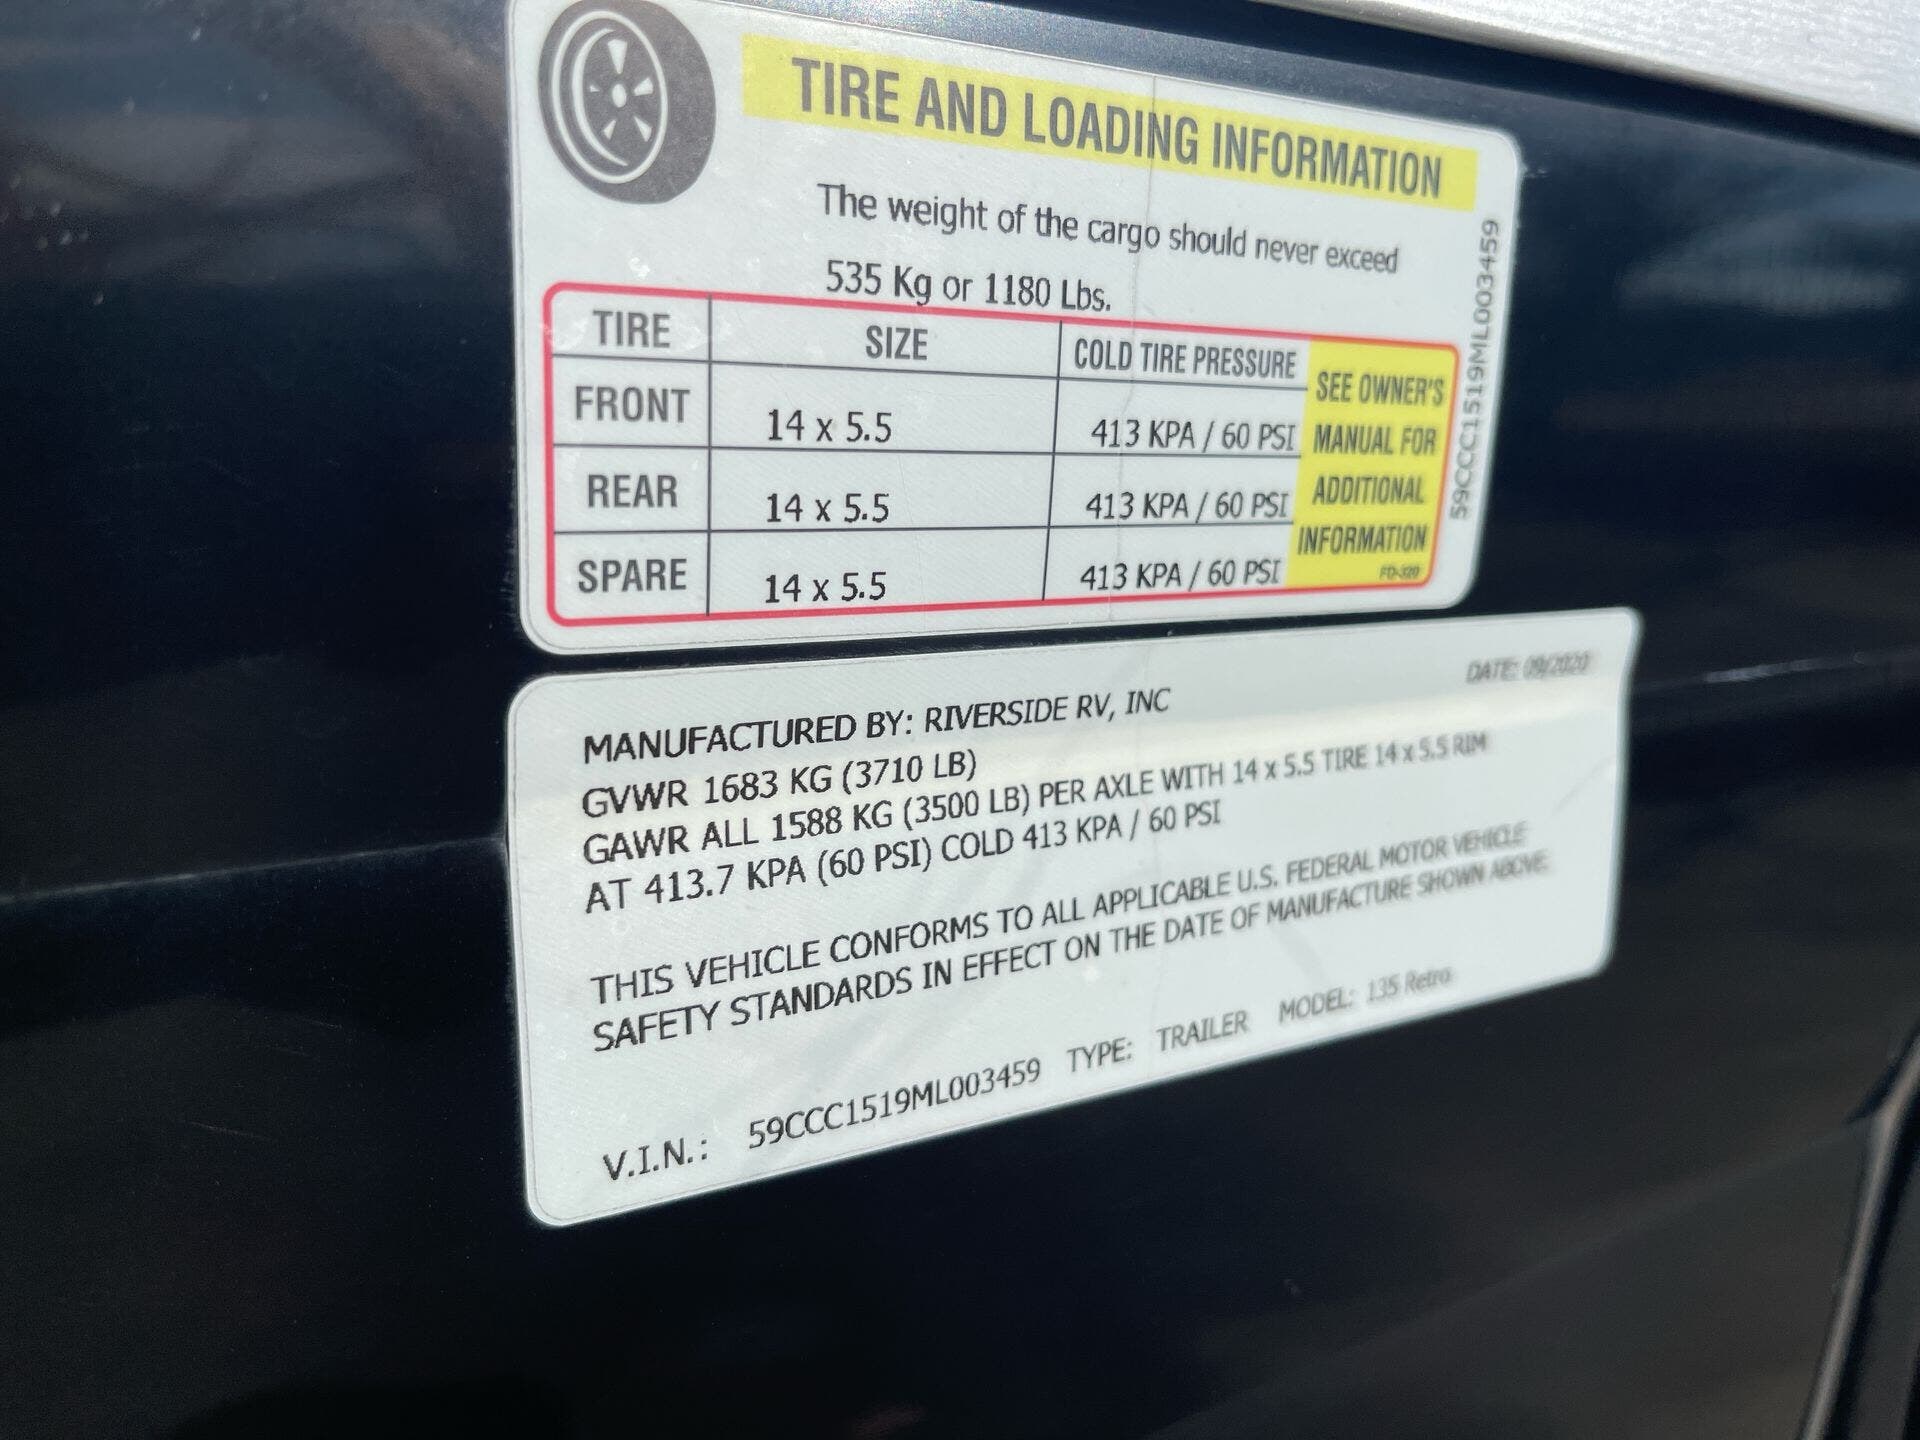 TIRE AND LOADING INFORMATION
The weight of the cargo should never exceed
535 Kg or 1180 Lbs.
TIRE SIZE COLD TIRE PRESSURE
FRONT 14 x 5.5 413 KPA / 60 PSI
REAR 14 x 5.5 413 KPA / 60 PSI
SPARE 14 x 5.5 413 KPA / 60 PSI
SEE OWNER'S
MANUAL FOR
ADDITIONAL
INFORMATION
FD-320
59CCC1519ML003459
DATE: 09/2020
MANUFACTURED BY: RIVERSIDE RV, INC
GVWR 1683 KG (3710 LB)
GAWR ALL 1588 KG (3500 LB) PER AXLE WITH 14 x 5.5 TIRE 14 x 5.5 RIM
AT 413.7 KPA (60 PSI) COLD 413 KPA / 60 PSI
THIS VEHICLE CONFORMS TO ALL APPLICABLE U.S. FEDERAL MOTOR VEHICLE
SAFETY STANDARDS IN EFFECT ON THE DATE OF MANUFACTURE SHOWN ABOVE.
V.I.N.: 59CCC1519ML003459 TYPE: TRAILER MODEL: 135 Retro